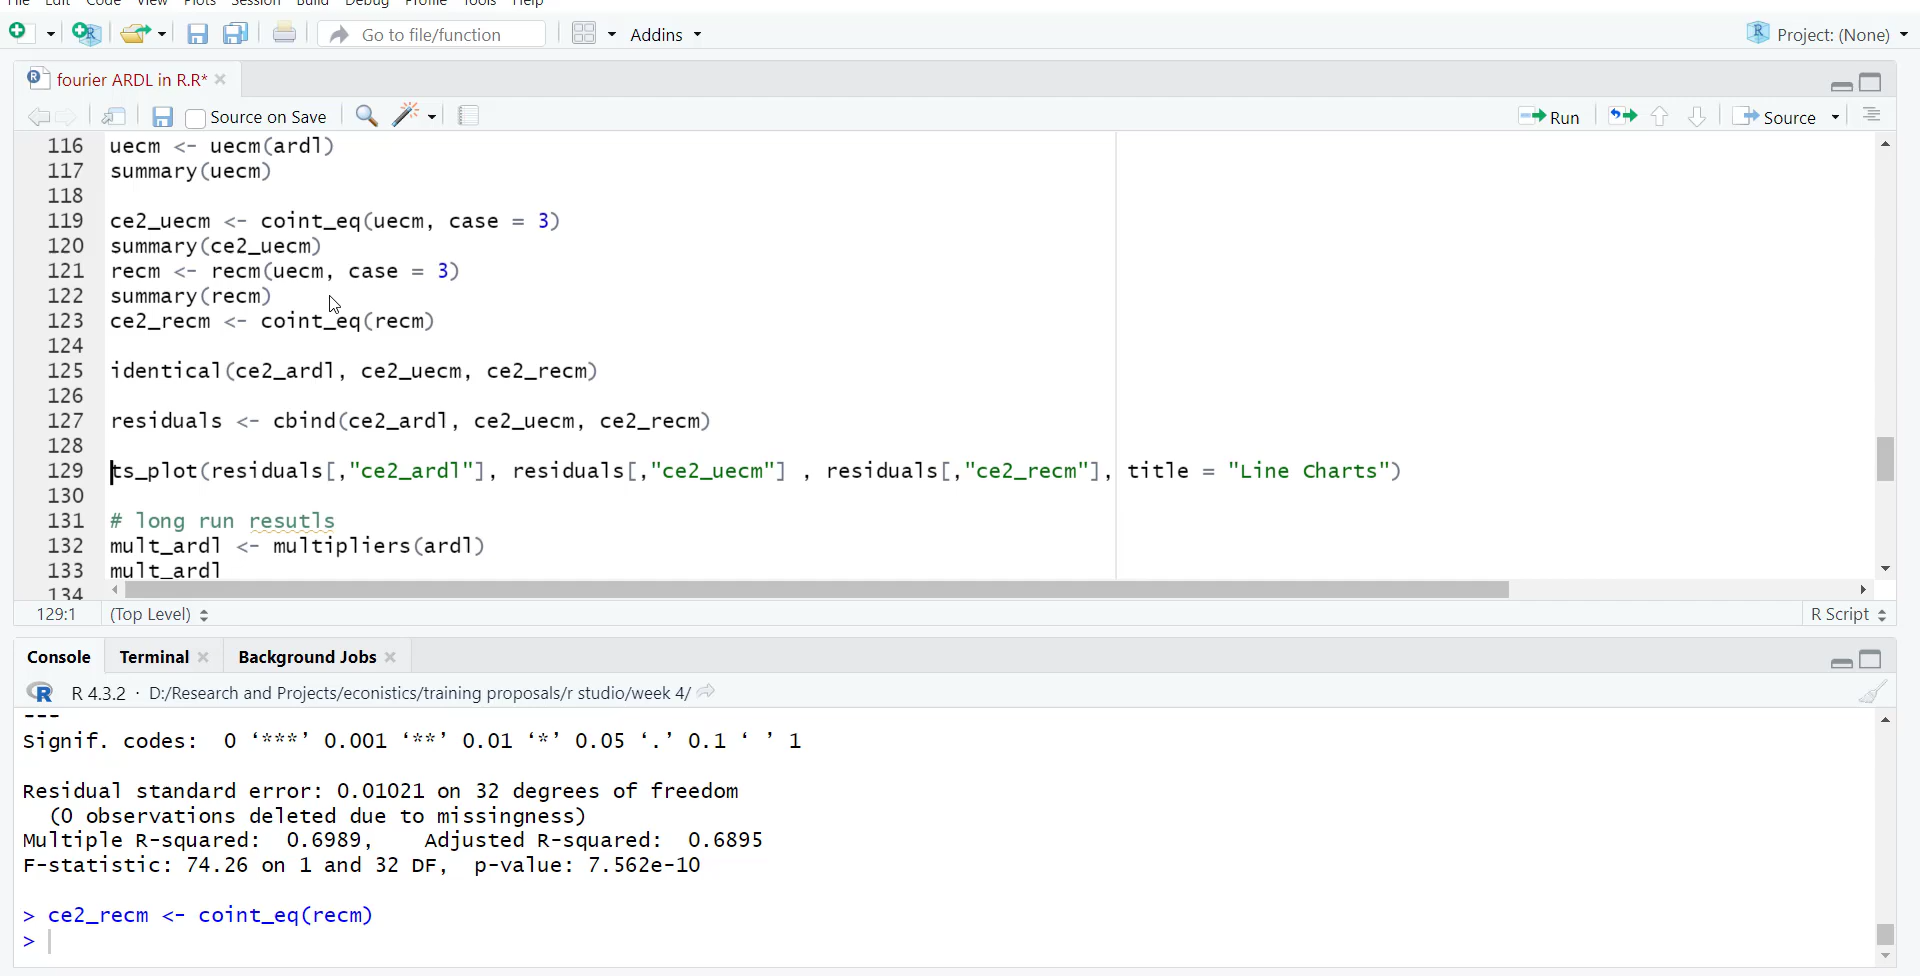 File Edit Code View Plots Session Build Debug Profile Tools Help
Go to file/function Addins Project: (None)
fourier ARDL in R.R*
Source on Save Run Source
116 uecm <- uecm(ardl)
117 summary(uecm)
118
119 ce2_uecm <- coint_eq(uecm, case = 3)
120 summary(ce2_uecm)
121 recm <- recm(uecm, case = 3)
122 summary(recm)
123 ce2_recm <- coint_eq(recm)
124
125 identical(ce2_ardl, ce2_uecm, ce2_recm)
126
127 residuals <- cbind(ce2_ardl, ce2_uecm, ce2_recm)
128
129 ts_plot(residuals[,"ce2_ardl"], residuals[,"ce2_uecm"] , residuals[,"ce2_recm"], title = "Line Charts")
130
131 # long run resutls
132 mult_ardl <- multipliers(ardl)
133 mult_ardl
134
129:1 (Top Level) R Script
Console Terminal Background Jobs
R 4.3.2 · D:/Research and Projects/econistics/training proposals/r studio/week 4/
---
Signif. codes:  0 ‘***’ 0.001 ‘**’ 0.01 ‘*’ 0.05 ‘.’ 0.1 ‘ ’ 1
Residual standard error: 0.01021 on 32 degrees of freedom
(0 observations deleted due to missingness)
Multiple R-squared:  0.6989,    Adjusted R-squared:  0.6895
F-statistic: 74.26 on 1 and 32 DF,  p-value: 7.562e-10
> ce2_recm <- coint_eq(recm)
>